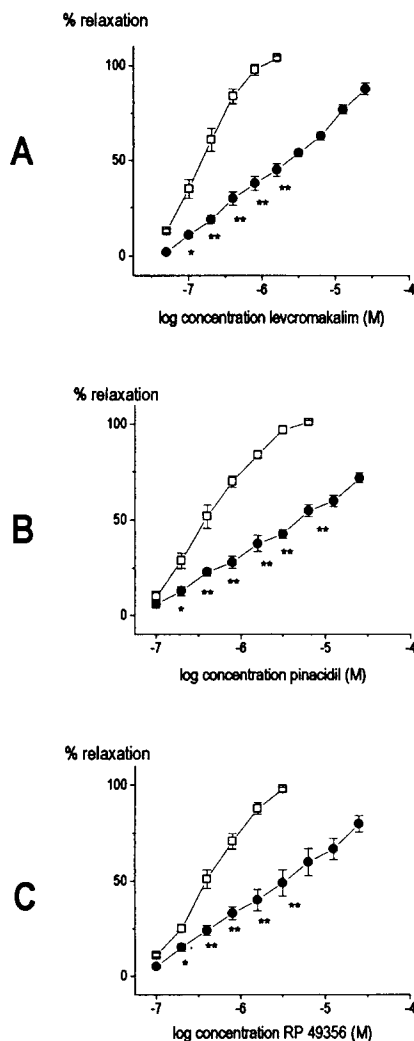 % relaxation
A
100
50
0
* ** ** ** **
-7 -6 -5 -4
log concentration levcromakalim (M)
% relaxation
B
100
50
0
* ** ** ** ** **
-7 -6 -5 -4
log concentration pinacidil (M)
% relaxation
C
100
50
0
* ** ** ** **
-7 -6 -5 -4
log concentration RP 49356 (M)